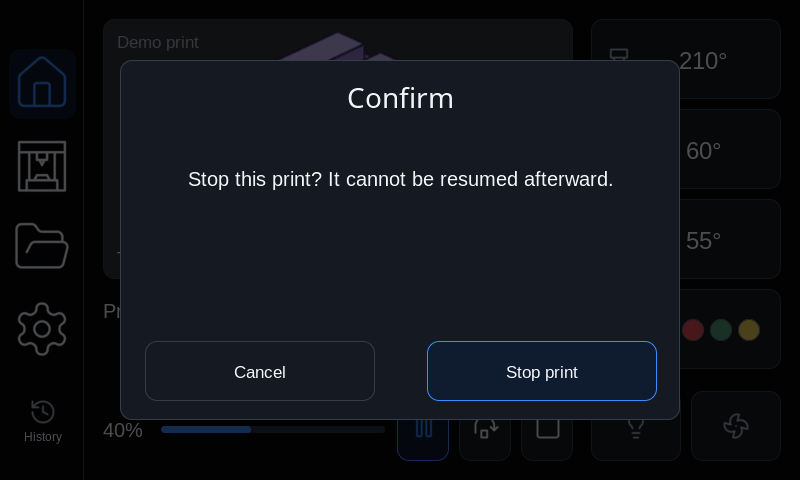 Demo print
210°
Confirm
60°
Stop this print? It cannot be resumed afterward.
55°
Pr
Cancel
Stop print
40%
History